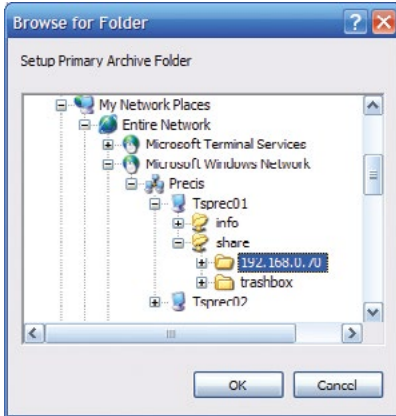 Browse for Folder
Setup Primary Archive Folder
My Network Places
Entire Network
Microsoft Terminal Services
Microsoft Windows Network
Precis
Tsprec01
info
share
192.168.0.70
trashbox
Tsprec02
OK
Cancel